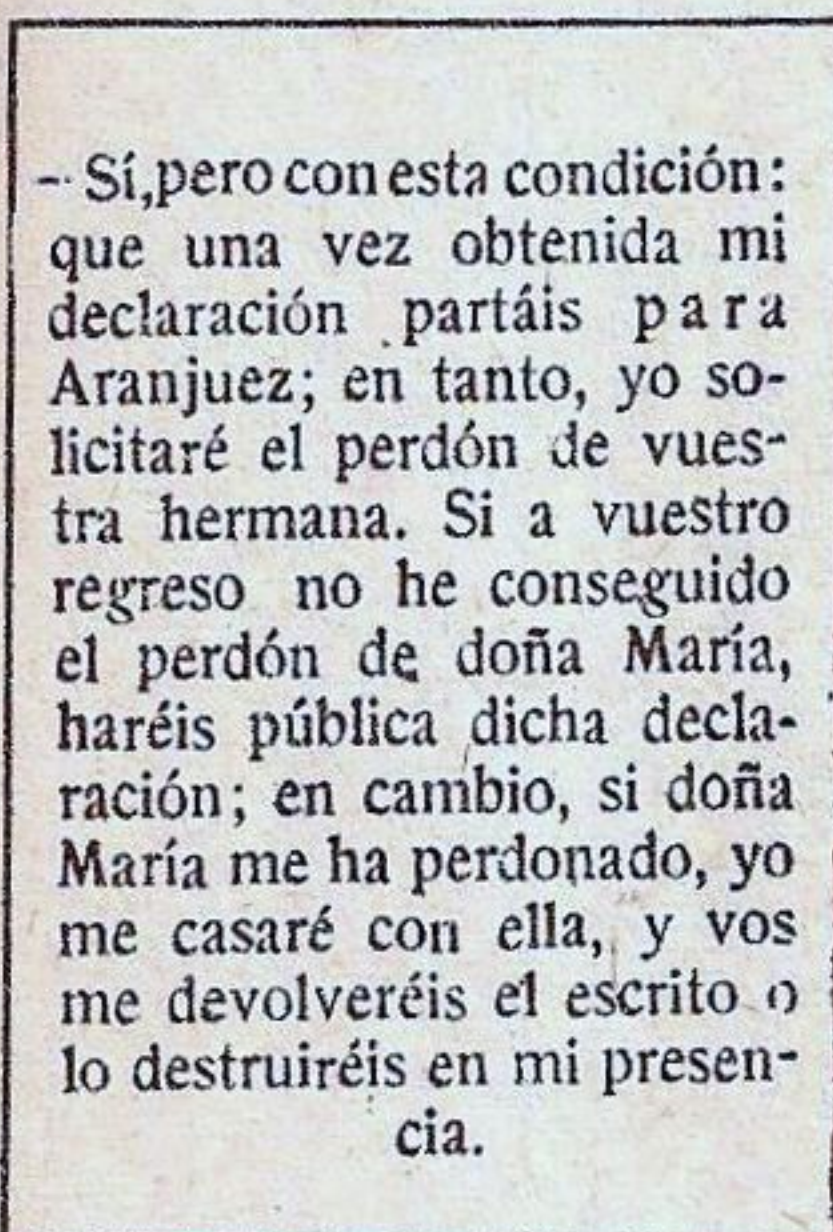 - Sí, pero con esta condición:
que una vez obtenida mi
declaración partáis para
Aranjuez; en tanto, yo so-
licitaré el perdón de vues-
tra hermana. Si a vuestro
regreso no he conseguido
el perdón de doña María,
haréis pública dicha decla-
ración; en cambio, si doña
María me ha perdonado, yo
me casaré con ella, y vos
me devolveréis el escrito o
lo destruiréis en mi presen-
cia.